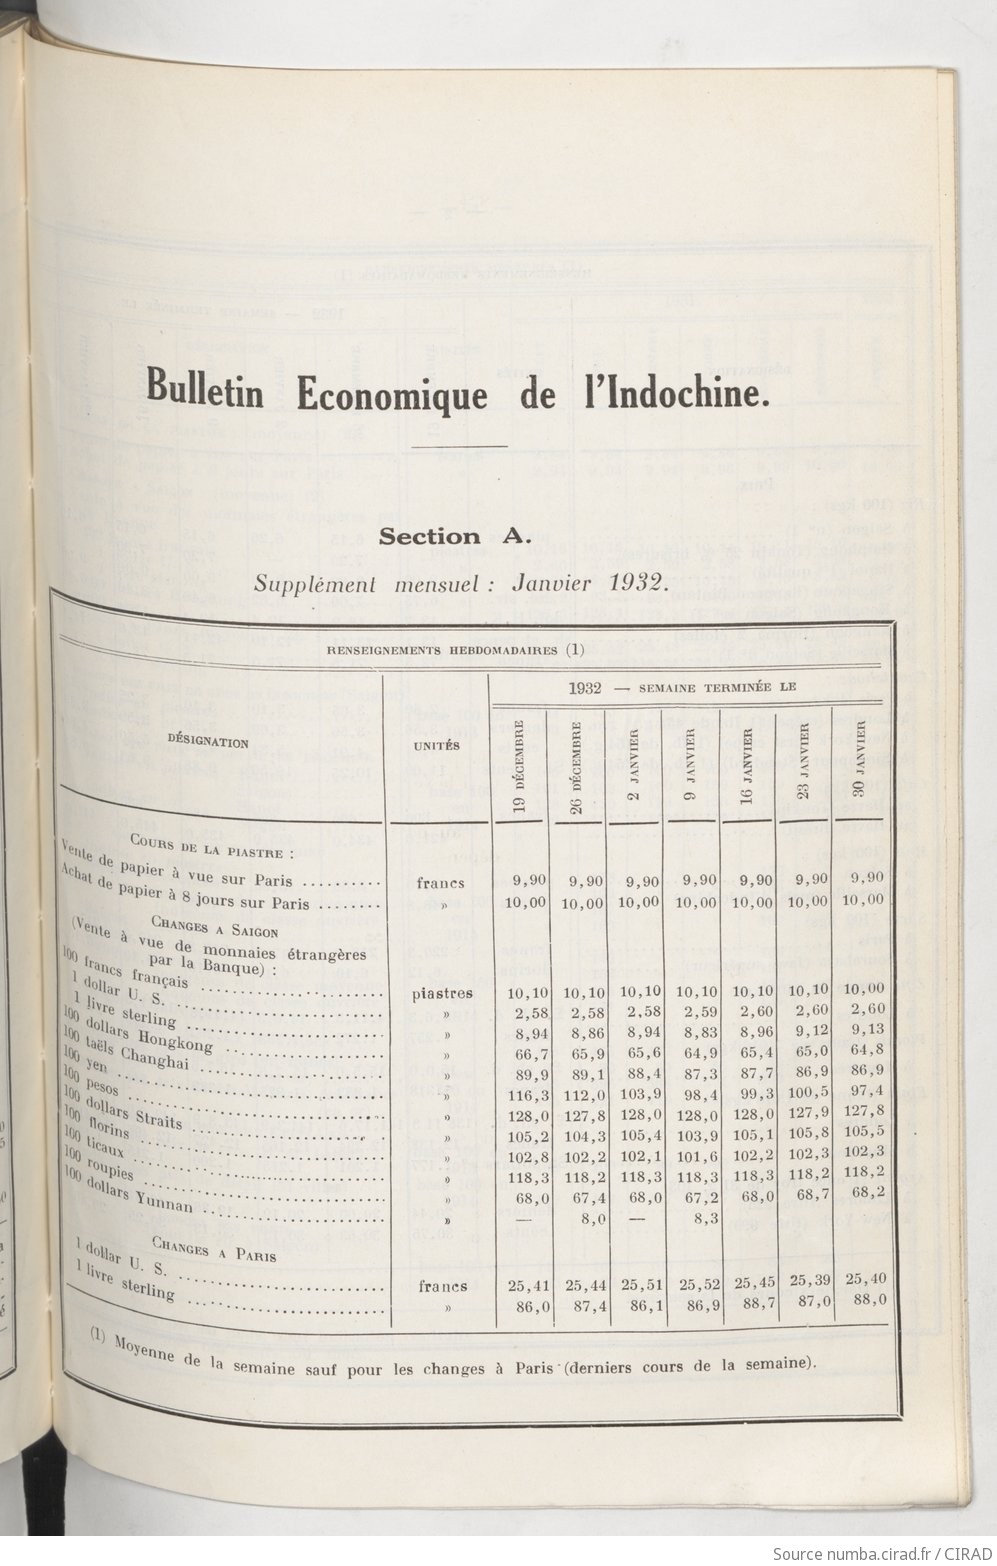 Bulletin Economique de l'Indochine.
Section A.
Supplément mensuel : Janvier 1932.
RENSEIGNEMENTS HEBDOMADAIRES (1)
DÉSIGNATION UNITÉS 1932 — SEMAINE TERMINÉE LE
19 DÉCEMBRE 26 DÉCEMBRE 2 JANVIER 9 JANVIER 16 JANVIER 23 JANVIER 30 JANVIER
COURS DE LA PIASTRE :
Vente de papier à vue sur Paris .......... francs 9,90 9,90 9,90 9,90 9,90 9,90 9,90
Achat de papier à 8 jours sur Paris ........ » 10,00 10,00 10,00 10,00 10,00 10,00 10,00
CHANGES A SAIGON
(Vente à vue de monnaies étrangères
par la Banque) :
100 francs français .......... piastres 10,10 10,10 10,10 10,10 10,10 10,10 10,00
1 dollar U. S. .......... » 2,58 2,58 2,58 2,59 2,60 2,60 2,60
1 livre sterling .......... » 8,94 8,86 8,94 8,83 8,96 9,12 9,13
100 dollars Hongkong .......... » 66,7 65,9 65,6 64,9 65,4 65,0 64,8
100 taëls Changhai .......... » 89,9 89,1 88,4 87,3 87,7 86,9 86,9
100 yen .......... » 116,3 112,0 103,9 98,4 99,3 100,5 97,4
100 pesos .......... » 128,0 127,8 128,0 128,0 128,0 127,9 127,8
100 dollars Straits .......... » 105,2 104,3 105,4 103,9 105,1 105,8 105,5
100 florins .......... » 102,8 102,2 102,1 101,6 102,2 102,3 102,3
100 ticaux .......... » 118,3 118,2 118,3 118,3 118,3 118,2 118,2
100 roupies .......... » 68,0 67,4 68,0 67,2 68,0 68,7 68,2
100 dollars Yunnan .......... » — 8,0 — 8,3
CHANGES A PARIS
1 dollar U. S. .......... francs 25,41 25,44 25,51 25,52 25,45 25,39 25,40
1 livre sterling .......... » 86,0 87,4 86,1 86,9 88,7 87,0 88,0
(1) Moyenne de la semaine sauf pour les changes à Paris (derniers cours de la semaine).
Source numba.cirad.fr / CIRAD